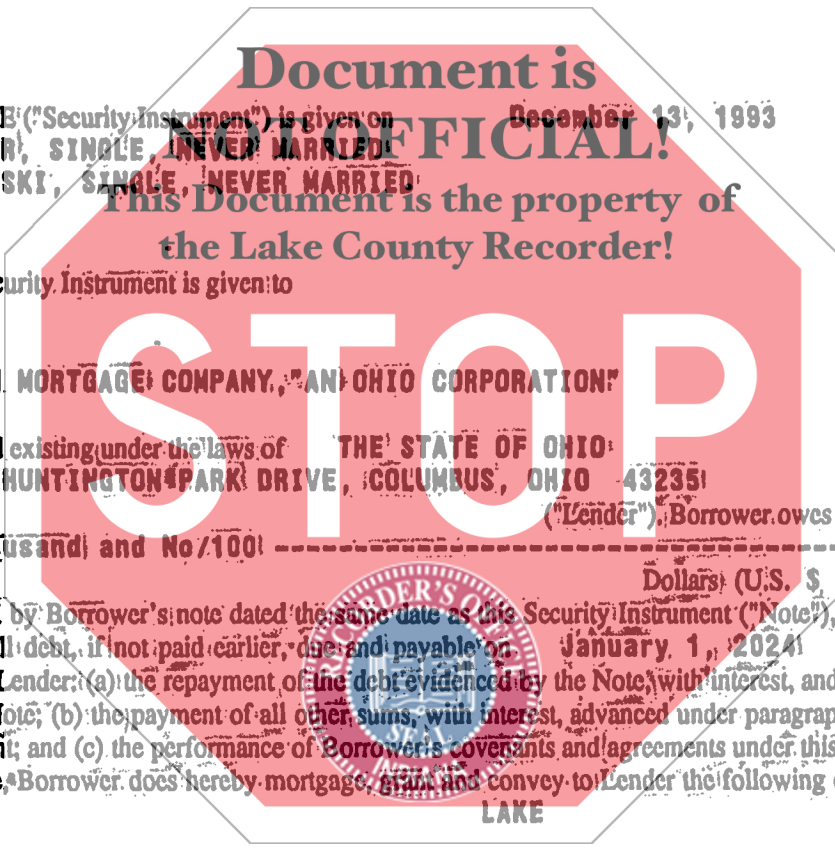 Document is
E ("Security Instrument") is given on December 13, 1993
NOT OFFICIAL!
R, SINGLE, NEVER MARRIED
SKI, SINGLE, NEVER MARRIED
This Document is the property of
the Lake County Recorder!
curity Instrument is given to
STOP
MORTGAGE COMPANY, "AN OHIO CORPORATION"
existing under the laws of THE STATE OF OHIO
HUNTINGTON PARK DRIVE, COLUMBUS, OHIO 43235
("Lender"). Borrower owes
usand and No/100 --------------------------------
Dollars (U.S. $
by Borrower's note dated the same date as this Security Instrument ("Note"),
debt, if not paid earlier, due and payable on January 1, 2024
Lender: (a) the repayment of the debt evidenced by the Note, with interest, and
ote; (b) the payment of all other sums, with interest, advanced under paragrap
t; and (c) the performance of Borrower's covenants and agreements under this
, Borrower does hereby mortgage, grant and convey to Lender the following
LAKE
RECORDER'S OFFICE
SEAL
INDIANA